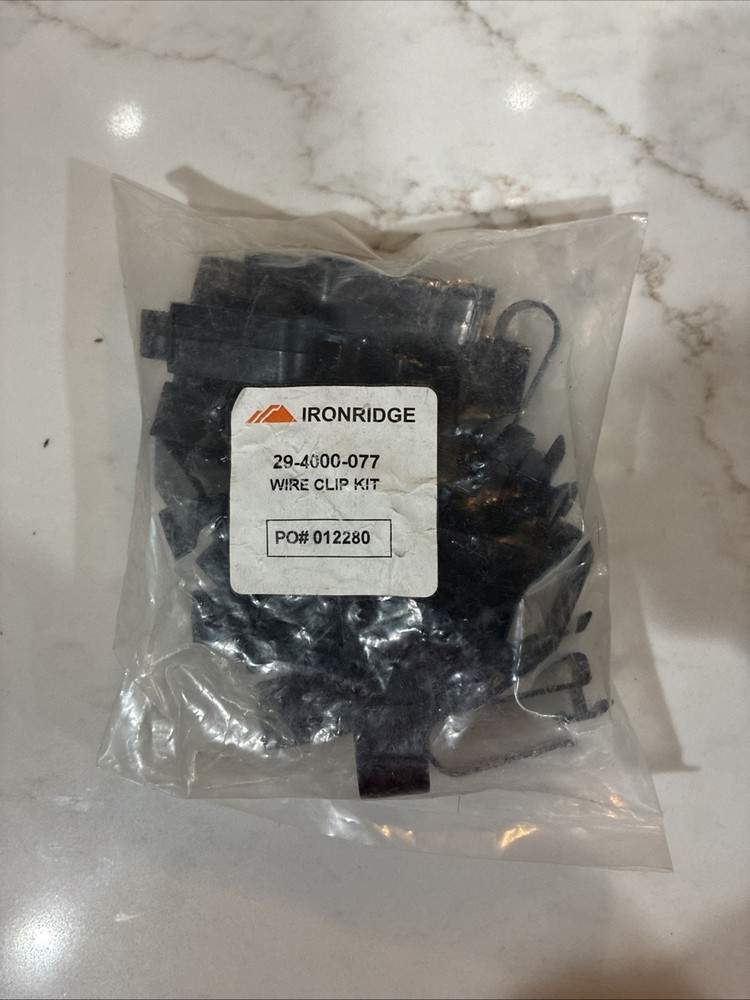 IRONRIDGE
29-4000-077
WIRE CLIP KIT
PO# 012280